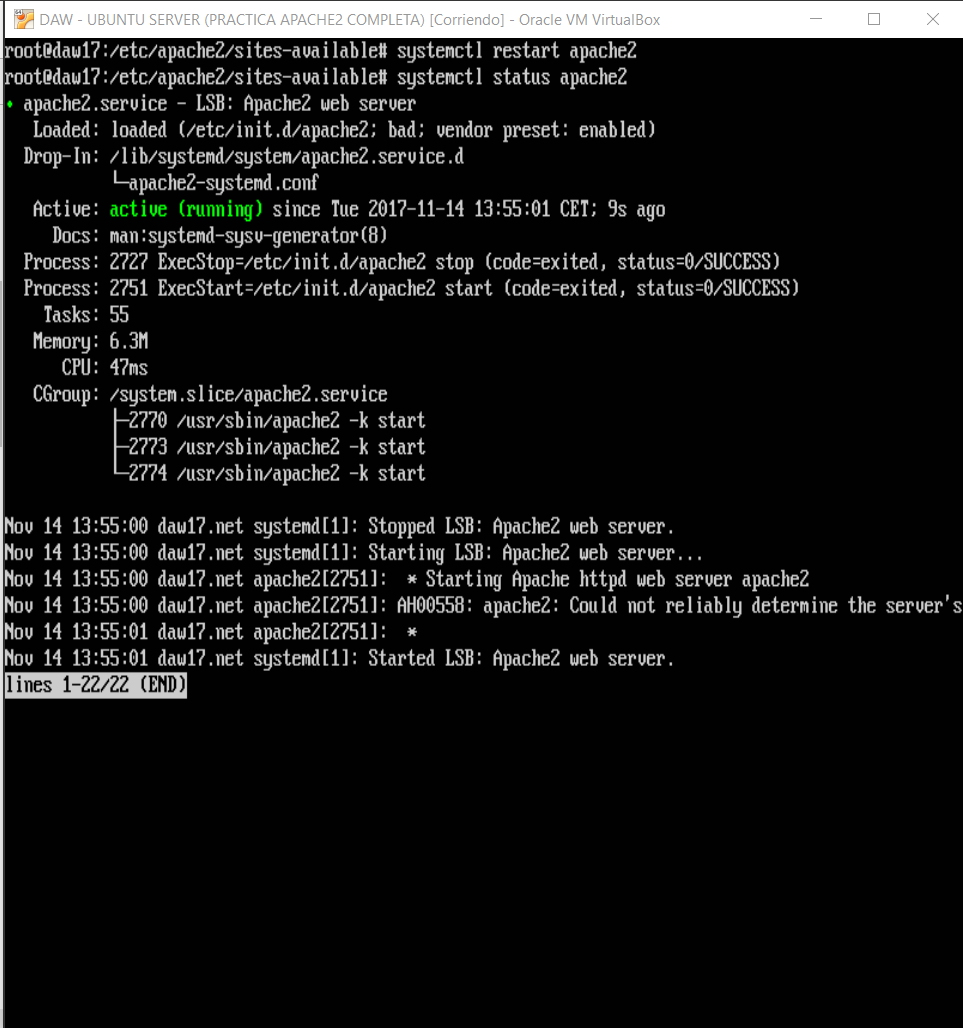 DAW - UBUNTU SERVER (PRACTICA APACHE2 COMPLETA) [Corriendo] - Oracle VM VirtualBox
root@daw17:/etc/apache2/sites-available# systemctl restart apache2
root@daw17:/etc/apache2/sites-available# systemctl status apache2
● apache2.service - LSB: Apache2 web server
   Loaded: loaded (/etc/init.d/apache2; bad; vendor preset: enabled)
  Drop-In: /lib/systemd/system/apache2.service.d
           └─apache2-systemd.conf
   Active: active (running) since Tue 2017-11-14 13:55:01 CET; 9s ago
     Docs: man:systemd-sysv-generator(8)
  Process: 2727 ExecStop=/etc/init.d/apache2 stop (code=exited, status=0/SUCCESS)
  Process: 2751 ExecStart=/etc/init.d/apache2 start (code=exited, status=0/SUCCESS)
    Tasks: 55
   Memory: 6.3M
      CPU: 47ms
   CGroup: /system.slice/apache2.service
           ├─2770 /usr/sbin/apache2 -k start
           ├─2773 /usr/sbin/apache2 -k start
           └─2774 /usr/sbin/apache2 -k start
Nov 14 13:55:00 daw17.net systemd[1]: Stopped LSB: Apache2 web server.
Nov 14 13:55:00 daw17.net systemd[1]: Starting LSB: Apache2 web server...
Nov 14 13:55:00 daw17.net apache2[2751]:  * Starting Apache httpd web server apache2
Nov 14 13:55:00 daw17.net apache2[2751]: AH00558: apache2: Could not reliably determine the server's
Nov 14 13:55:01 daw17.net apache2[2751]:  *
Nov 14 13:55:01 daw17.net systemd[1]: Started LSB: Apache2 web server.
lines 1-22/22 (END)